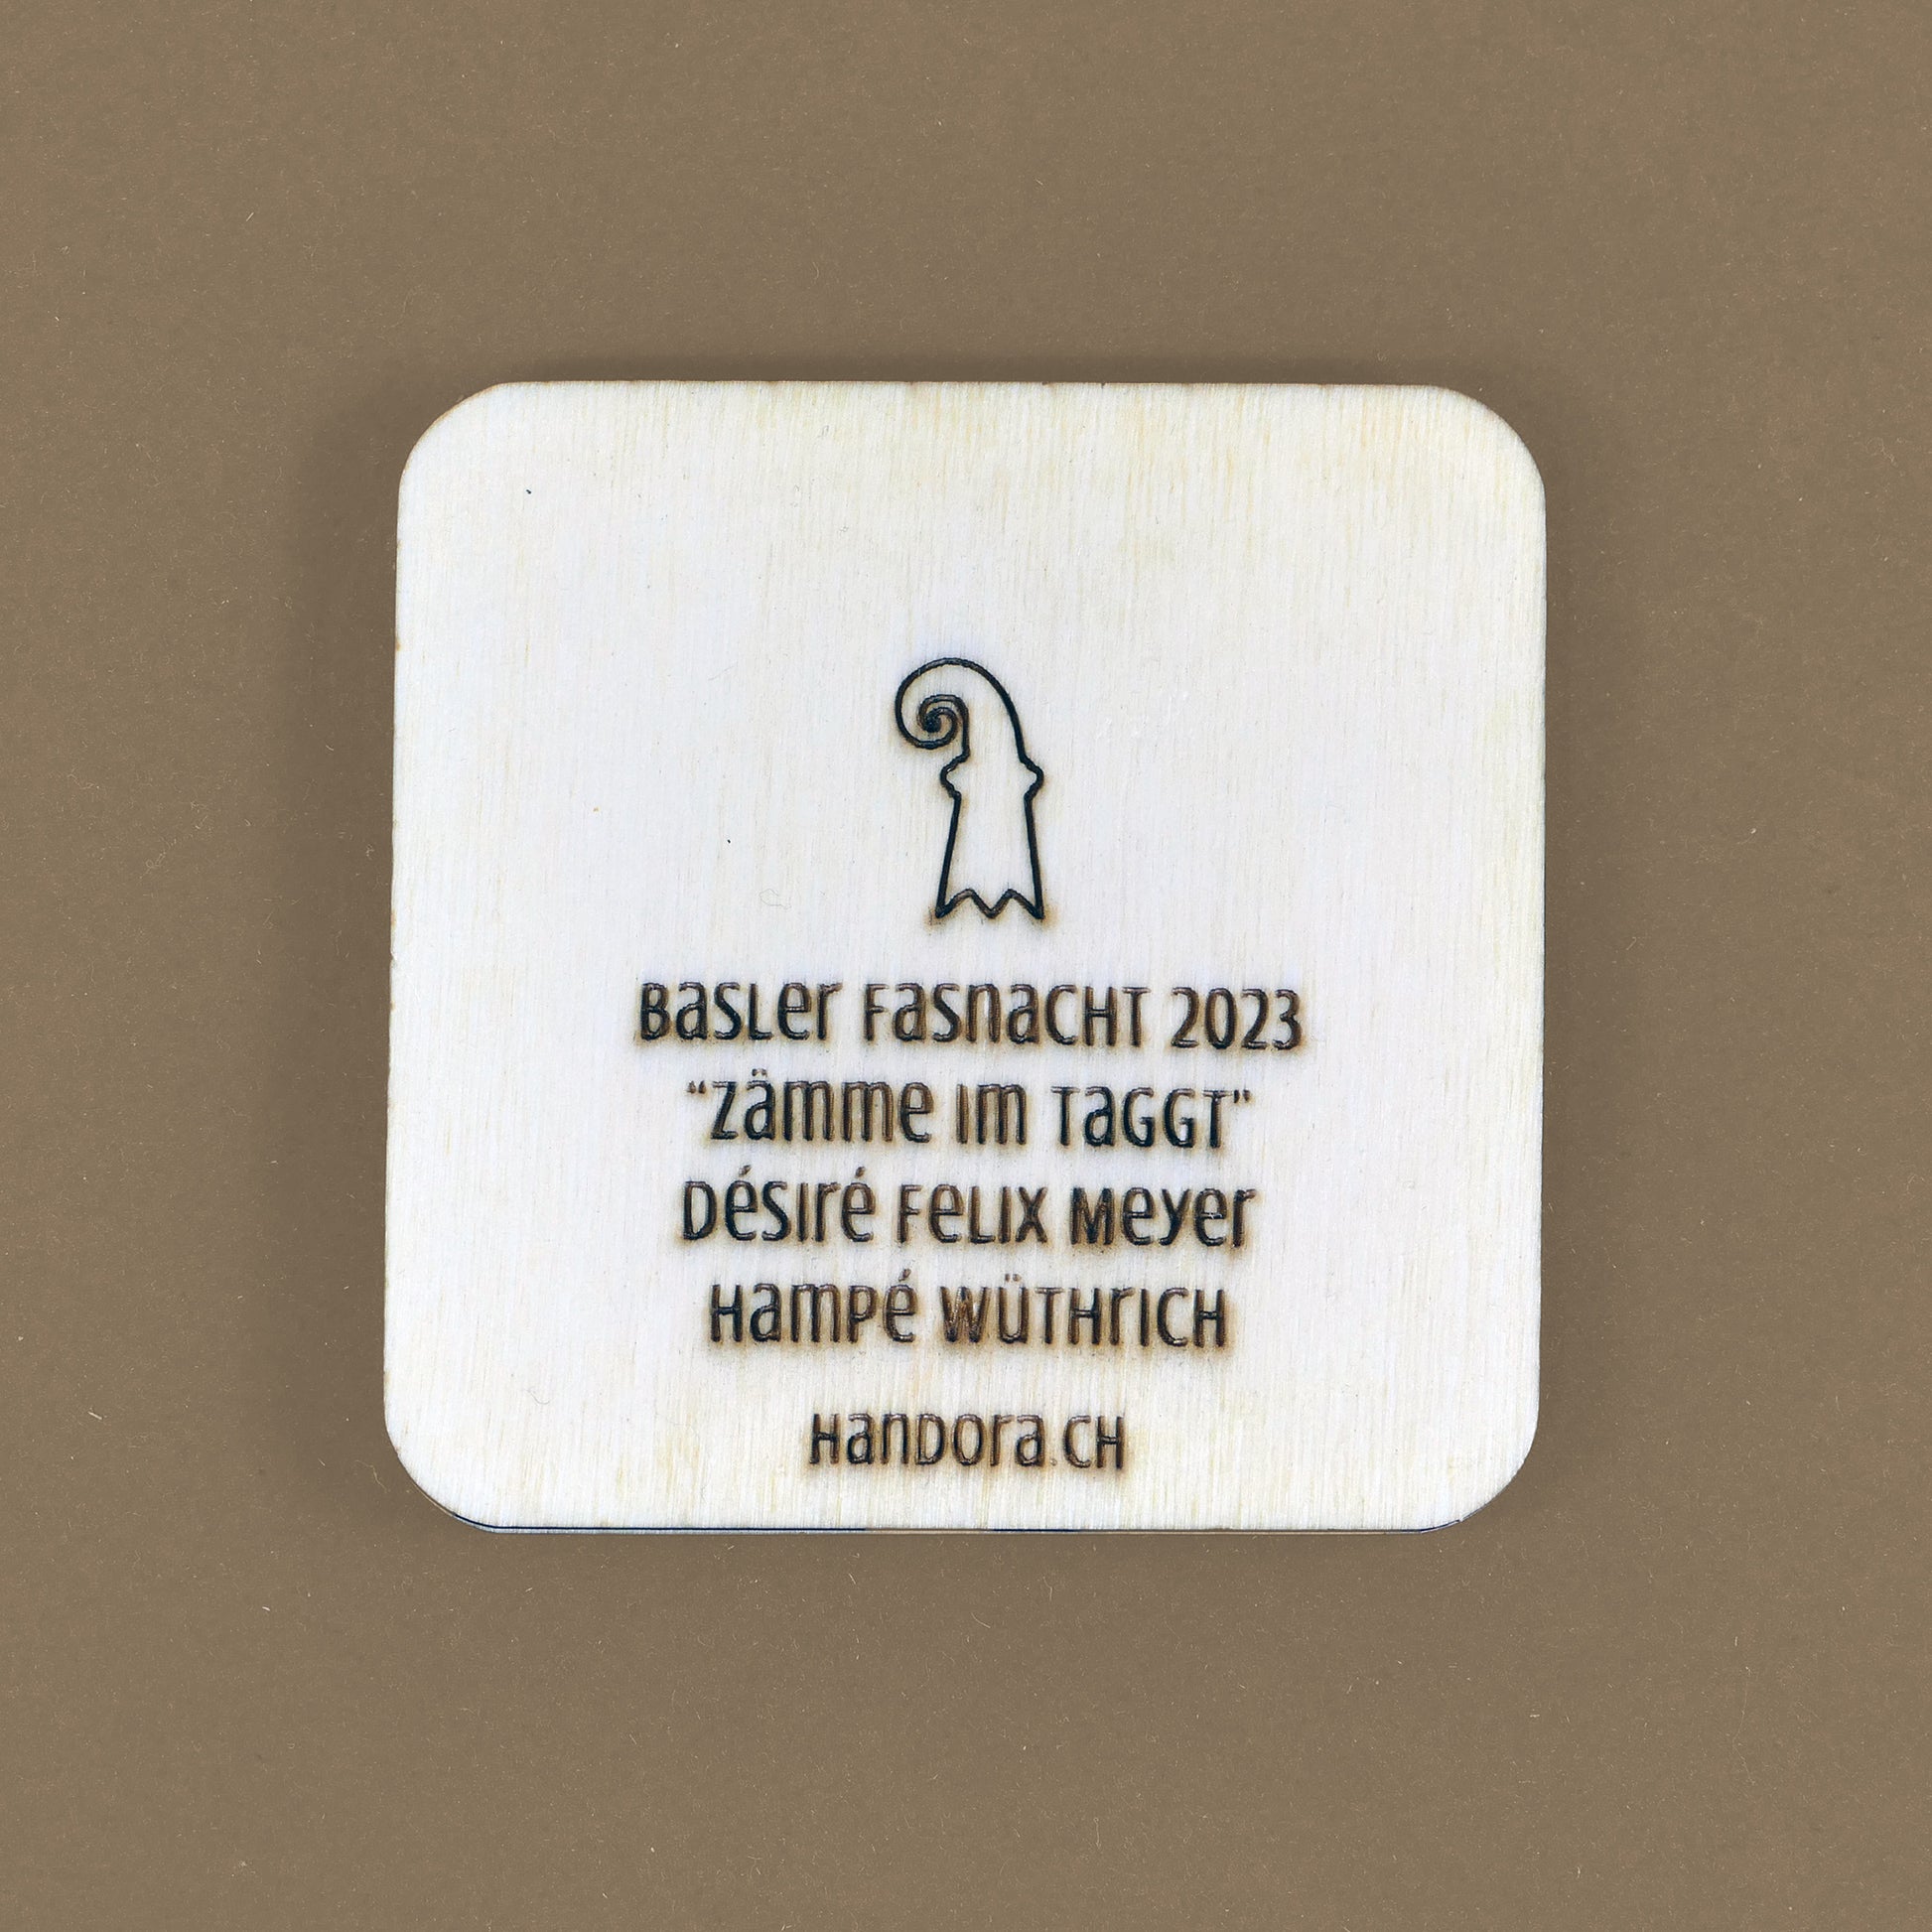 Basler Fasnacht 2023
“Zämme im Taggt”
Désiré Felix Meyer
Hampé Wüthrich
Handora.ch